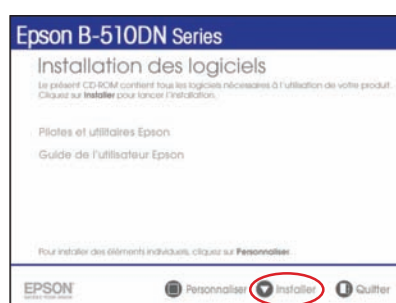 Epson B-510DN Series
Installation des logiciels
Le présent CD-ROM contient tous les logiciels nécessaires à l'utilisation de votre produit.
Cliquez sur Installer pour lancer l'installation.
Pilotes et utilitaires Epson
Guide de l'utilisateur Epson
Pour installer des éléments individuels, cliquez sur Personnaliser.
EPSON Personnaliser Installer Quitter